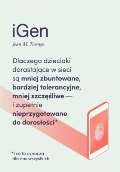 iGen
Jean M. Twenge
Dlaczego dzieciaki
dorastające w sieci
są mniej zbuntowane,
bardziej tolerancyjne,
mniej szczęśliwe —
i zupełnie
nieprzygotowane
do dorosłości*